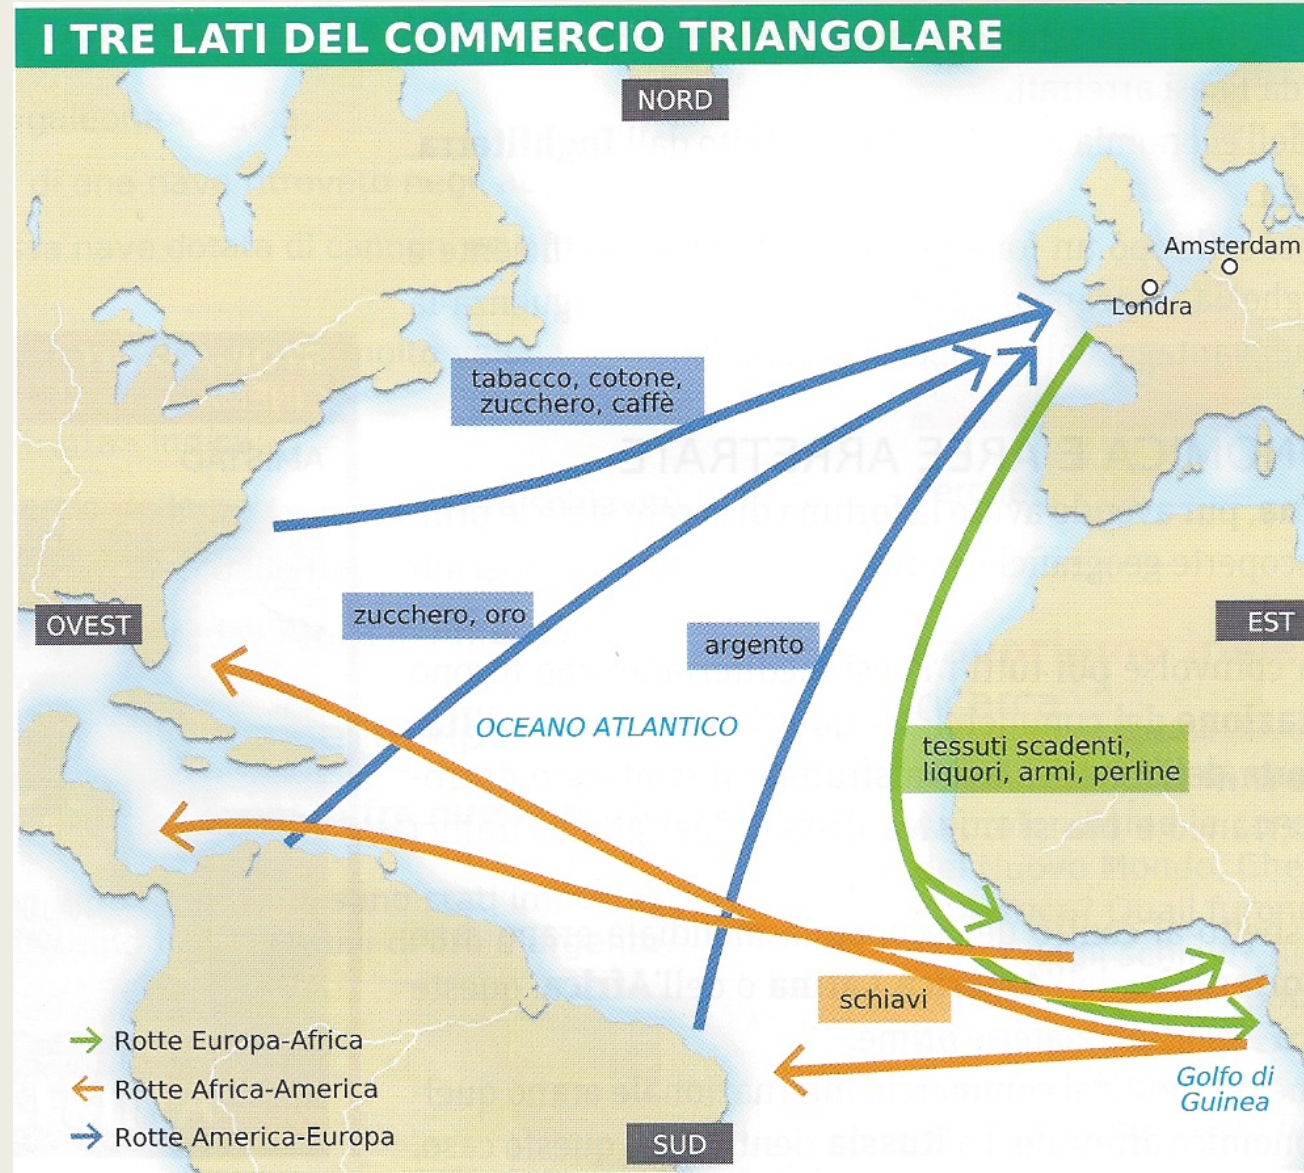 I TRE LATI DEL COMMERCIO TRIANGOLARE
NORD
Amsterdam
Londra
tabacco, cotone,
zucchero, caffè
zucchero, oro
OVEST
EST
argento
OCEANO ATLANTICO
tessuti scadenti,
liquori, armi, perline
schiavi
Rotte Europa-Africa
Rotte Africa-America
Rotte America-Europa
Golfo di
Guinea
SUD